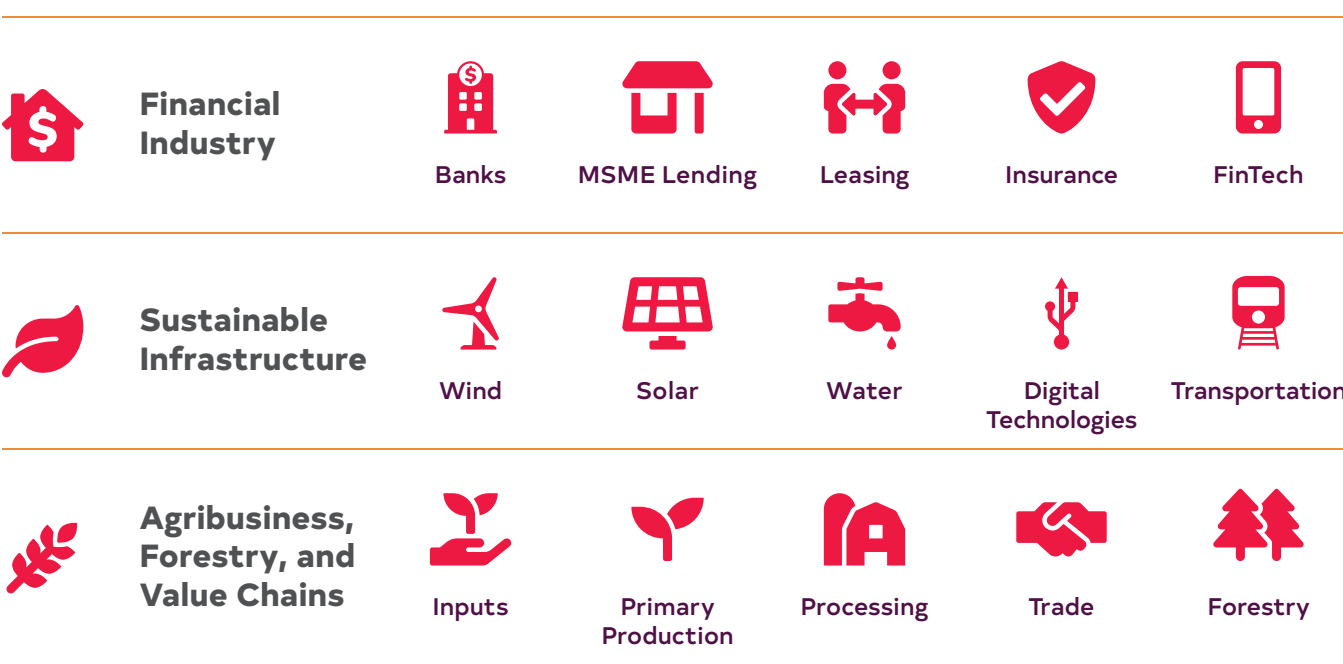 Financial
Industry
Banks
MSME Lending
Leasing
Insurance
FinTech
Sustainable
Infrastructure
Wind
Solar
Water
Digital
Technologies
Transportation
Agribusiness,
Forestry, and
Value Chains
Inputs
Primary
Production
Processing
Trade
Forestry